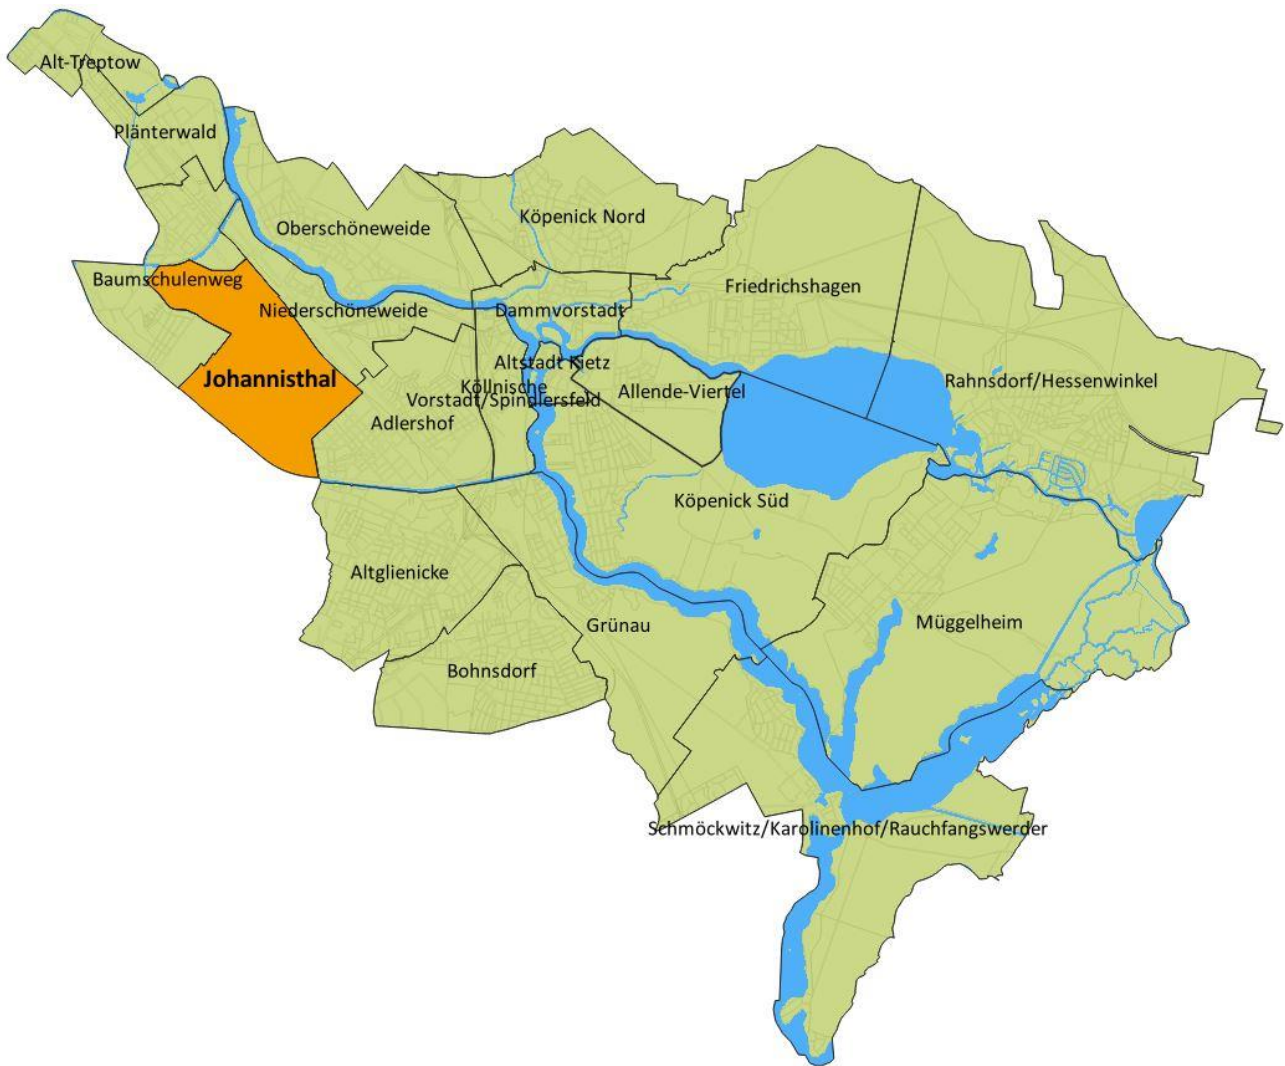 Alt-Treptow
Plänterwald
Oberschöneweide
Köpenick Nord
Baumschulenweg
Friedrichshagen
Niederschöneweide
Dammvorstadt
Altstadt Kietz
Johannisthal
Köllnische
Vorstadt/Spindlersfeld
Allende-Viertel
Rahnsdorf/Hessenwinkel
Adlershof
Köpenick Süd
Altglienicke
Grünau
Müggelheim
Bohnsdorf
Schmöckwitz/Karolinenhof/Rauchfangswerder